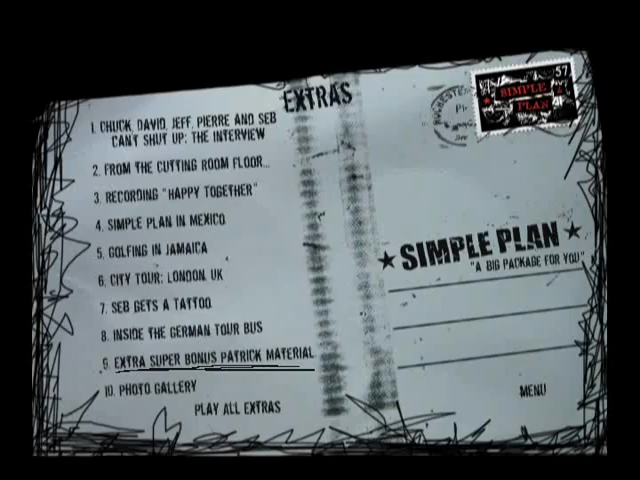 EXTRAS
1. CHUCK, DAVID, JEFF, PIERRE AND SEB
CAN'T SHUT UP: THE INTERVIEW
2. FROM THE CUTTING ROOM FLOOR...
3. RECORDING "HAPPY TOGETHER"
4. SIMPLE PLAN IN MEXICO
5. GOLFING IN JAMAICA
6. CITY TOUR: LONDON, UK
7. SEB GETS A TATTOO
8. INSIDE THE GERMAN TOUR BUS
9. EXTRA SUPER BONUS PATRICK MATERIAL
10. PHOTO GALLERY
PLAY ALL EXTRAS
57
SIMPLE
PLAN
ROCHESTER
SIMPLE PLAN
"A BIG PACKAGE FOR YOU"
MENU